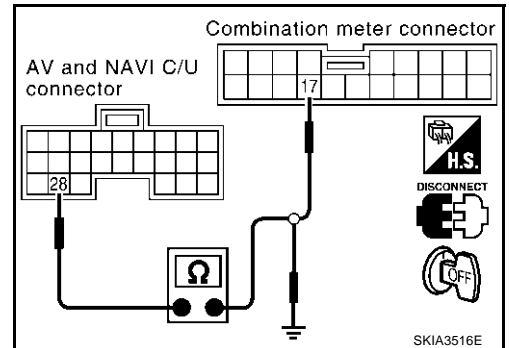 Combination meter connector
AV and NAVI C/U
connector
17
28
H.S.
DISCONNECT
Ω
OFF
SKIA3516E